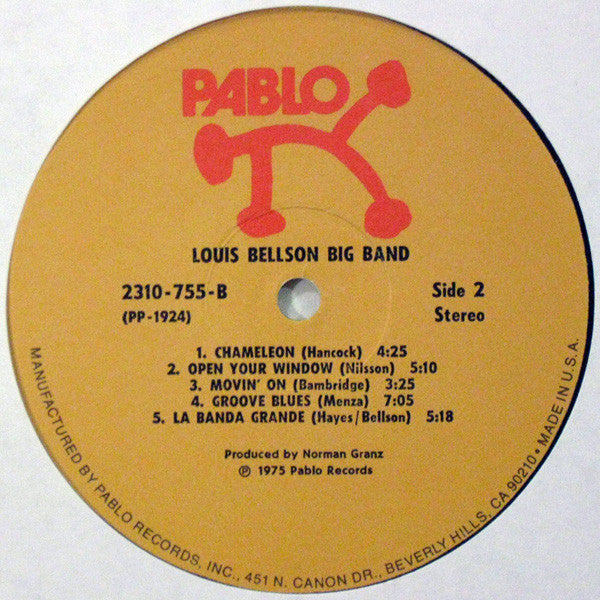 PABLO
LOUIS BELLSON BIG BAND
2310-755-B
(PP-1924)
Side 2
Stereo
1. CHAMELEON (Hancock) 4:25
2. OPEN YOUR WINDOW (Nilsson) 5:10
3. MOVIN' ON (Bambridge) 3:25
4. GROOVE BLUES (Menza) 7:05
5. LA BANDA GRANDE (Hayes/Bellson) 5:18
Produced by Norman Granz
℗ 1975 Pablo Records
MANUFACTURED BY PABLO RECORDS, INC., 451 N. CANON DR., BEVERLY HILLS, CA 90210 • MADE IN U.S.A.